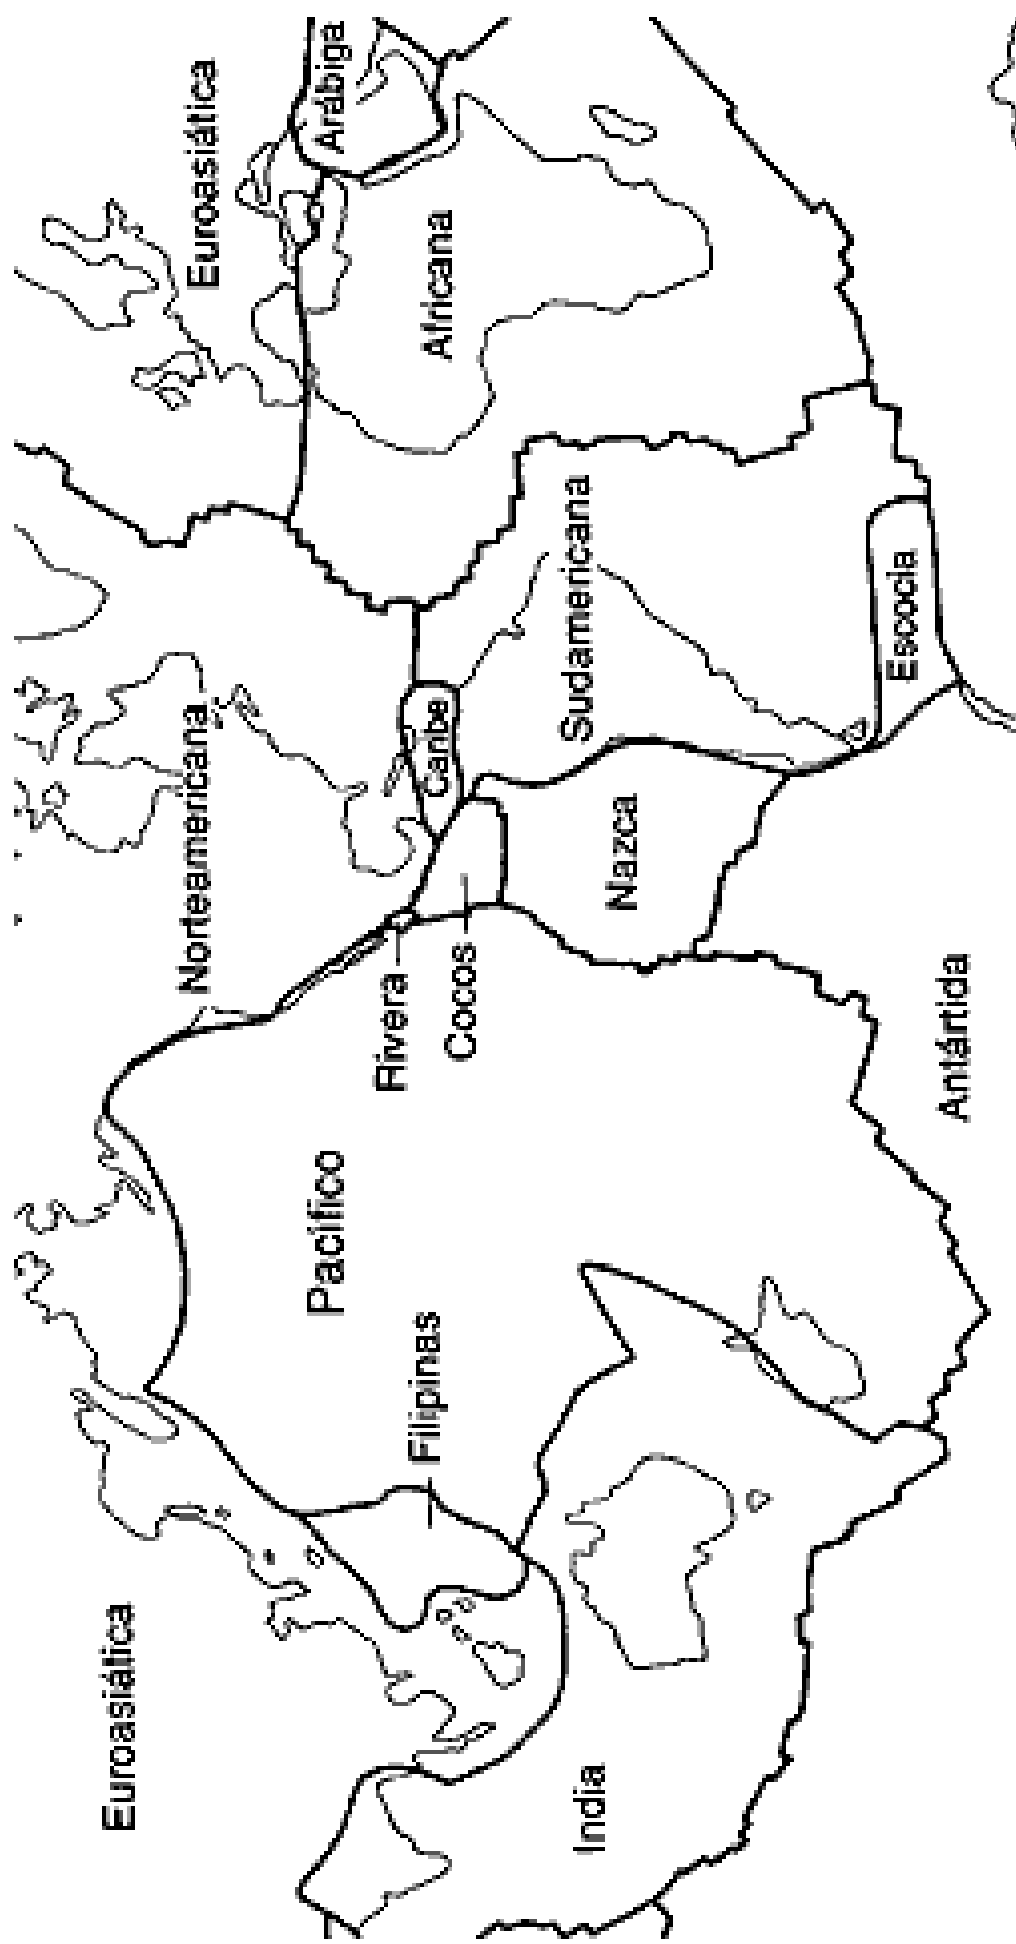 Euroasiática
Norteamericana
Euroasiática
Arábiga
Pacífico
Rivera
Caribe
Filipinas
Cocos
Africana
India
Nazca
Sudamericana
Escocia
Antártida